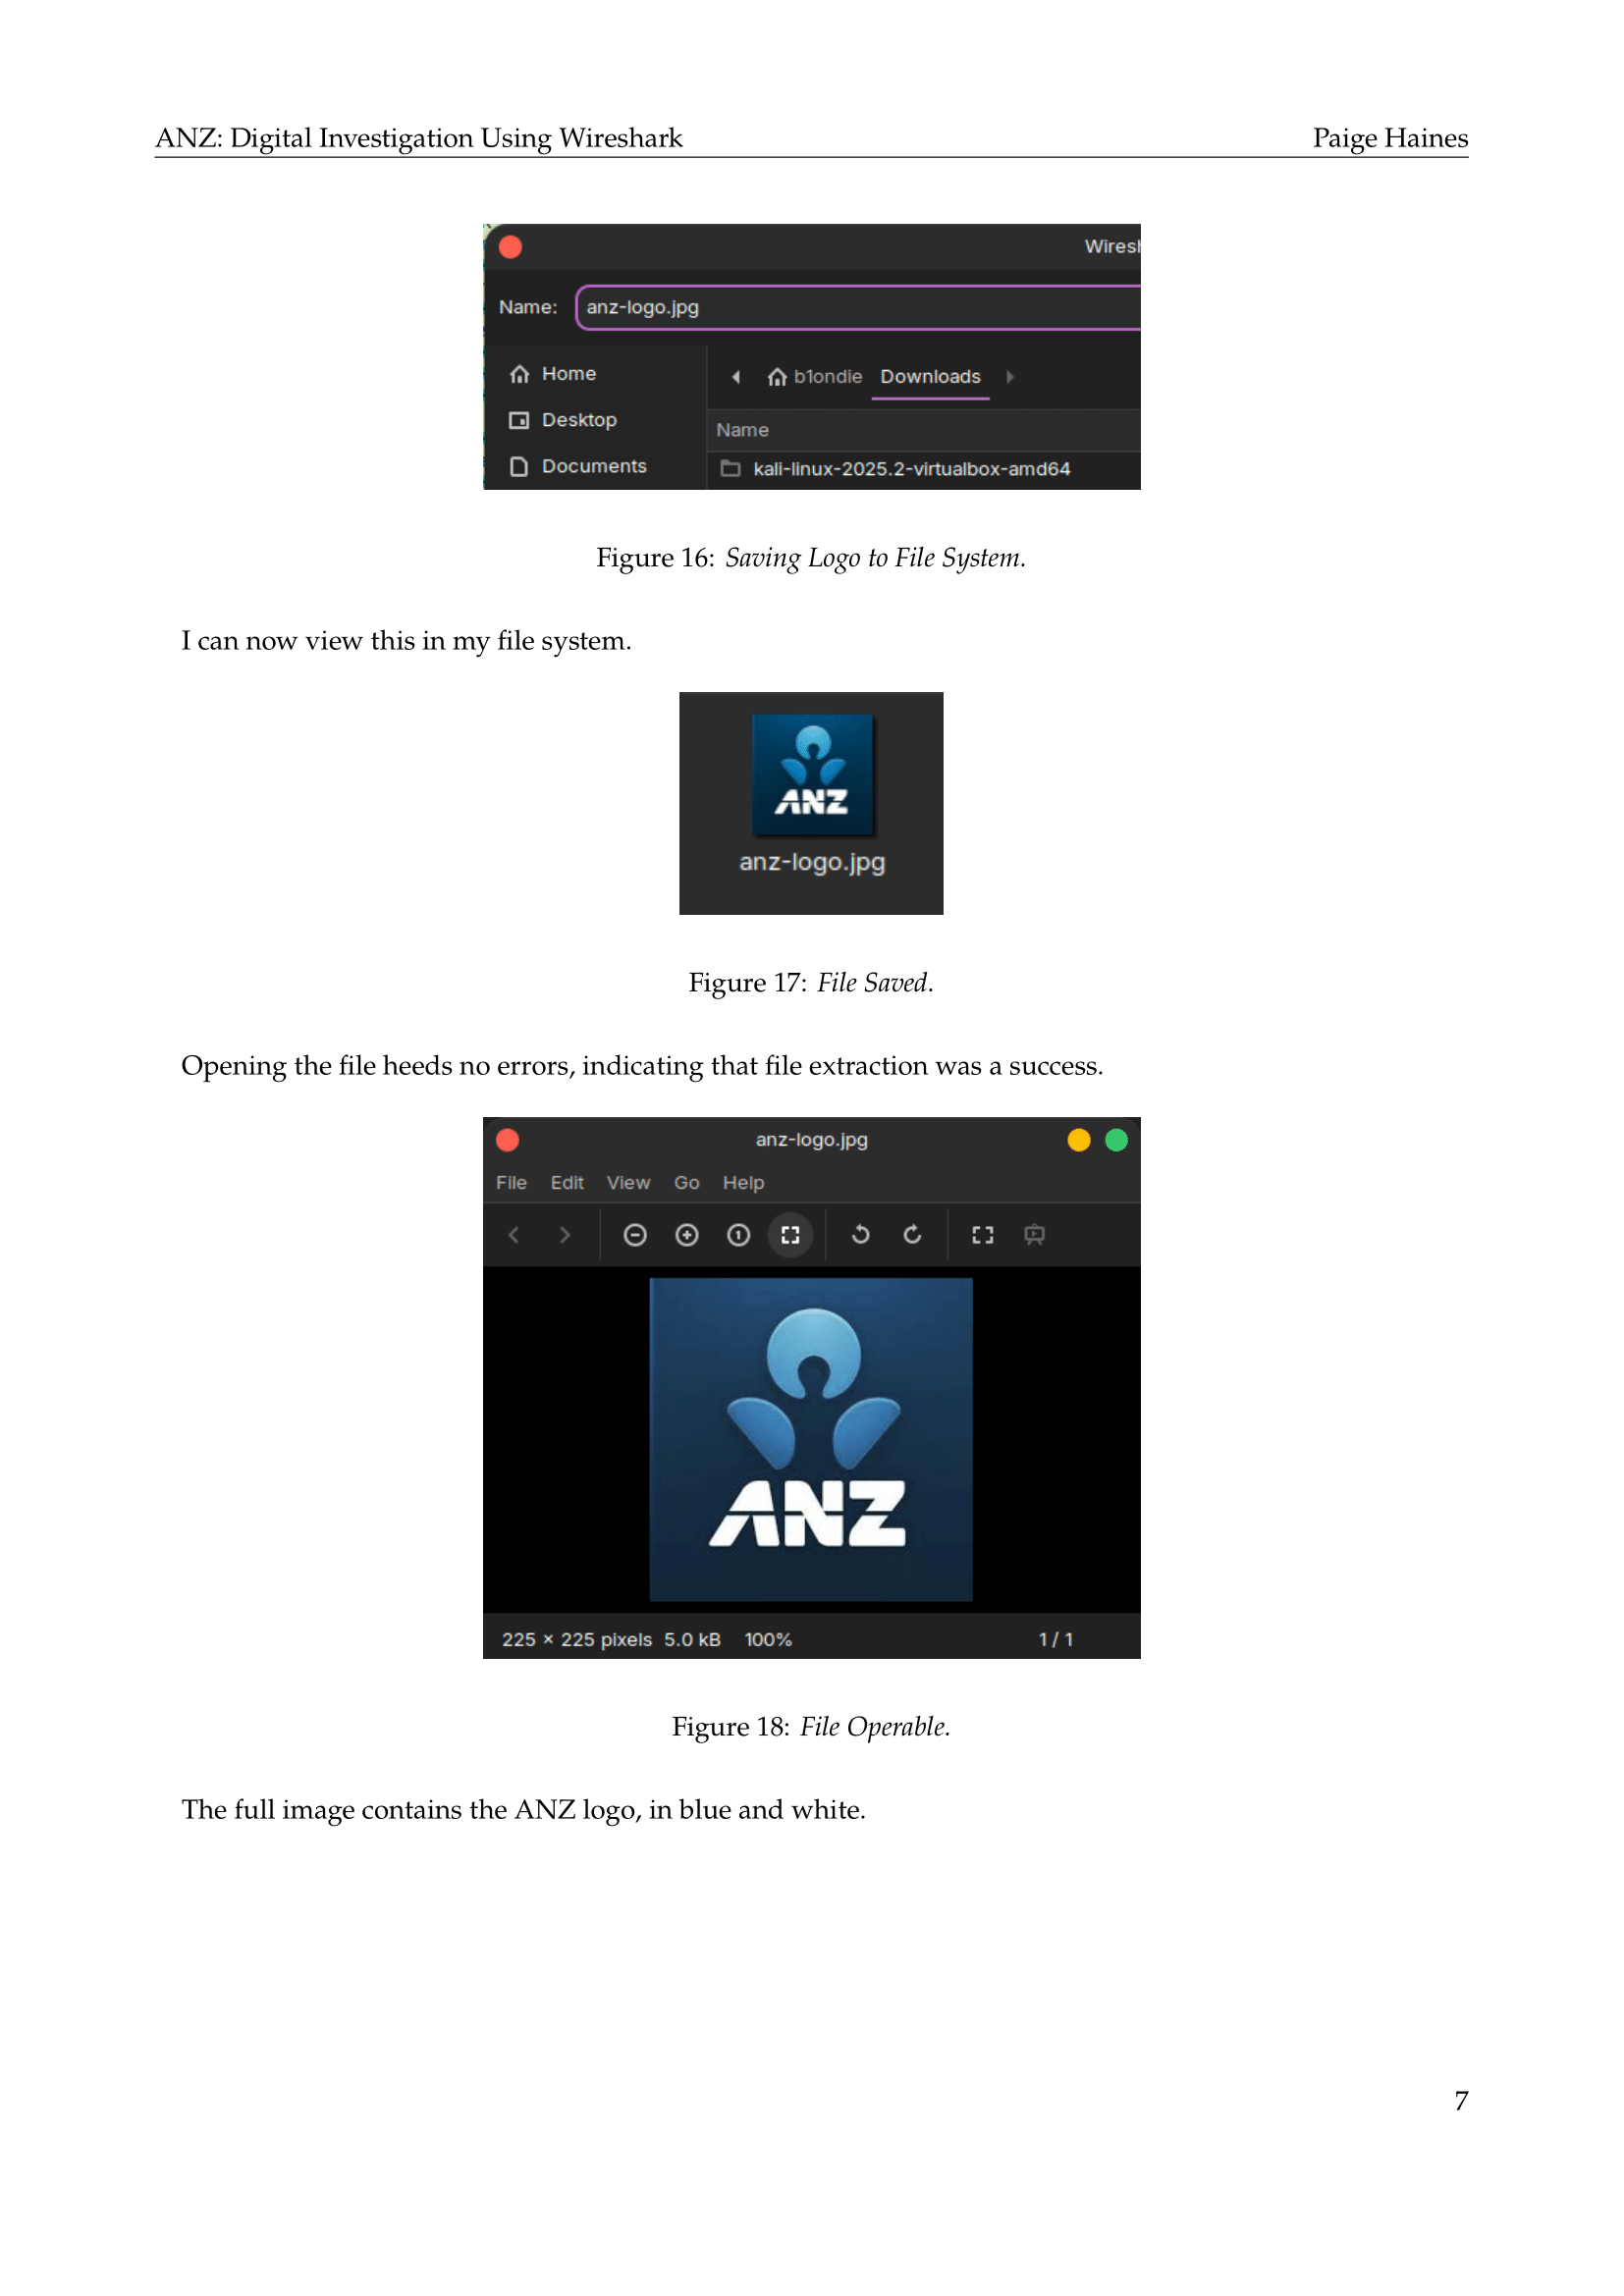 ANZ: Digital Investigation Using Wireshark Paige Haines
Wiresh
Name: anz-logo.jpg
Home
b1ondie Downloads
Desktop
Name
Documents
kali-linux-2025.2-virtualbox-amd64
Figure 16: Saving Logo to File System.
I can now view this in my file system.
ANZ
anz-logo.jpg
Figure 17: File Saved.
Opening the file heeds no errors, indicating that file extraction was a success.
anz-logo.jpg
File Edit View Go Help
1
ANZ
225 × 225 pixels 5.0 kB 100% 1 / 1
Figure 18: File Operable.
The full image contains the ANZ logo, in blue and white.
7